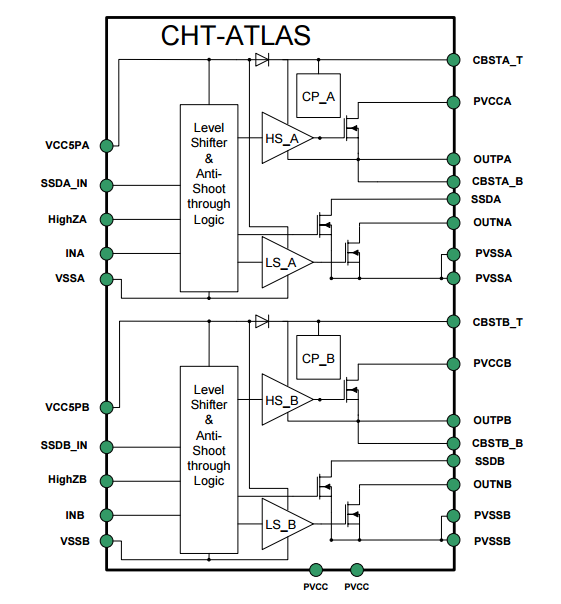 CHT-ATLAS
CBSTA_T
CP_A
PVCCA
Level
Shifter
&
Anti-
Shoot
through
Logic
HS_A
VCC5PA
OUTPA
SSDA_IN
CBSTA_B
SSDA
HighZA
OUTNA
INA
LS_A
PVSSA
VSSA
PVSSA
CBSTB_T
CP_B
PVCCB
Level
Shifter
&
Anti-
Shoot
through
Logic
HS_B
VCC5PB
OUTPB
SSDB_IN
CBSTB_B
SSDB
HighZB
OUTNB
INB
LS_B
PVSSB
VSSB
PVSSB
PVCC
PVCC